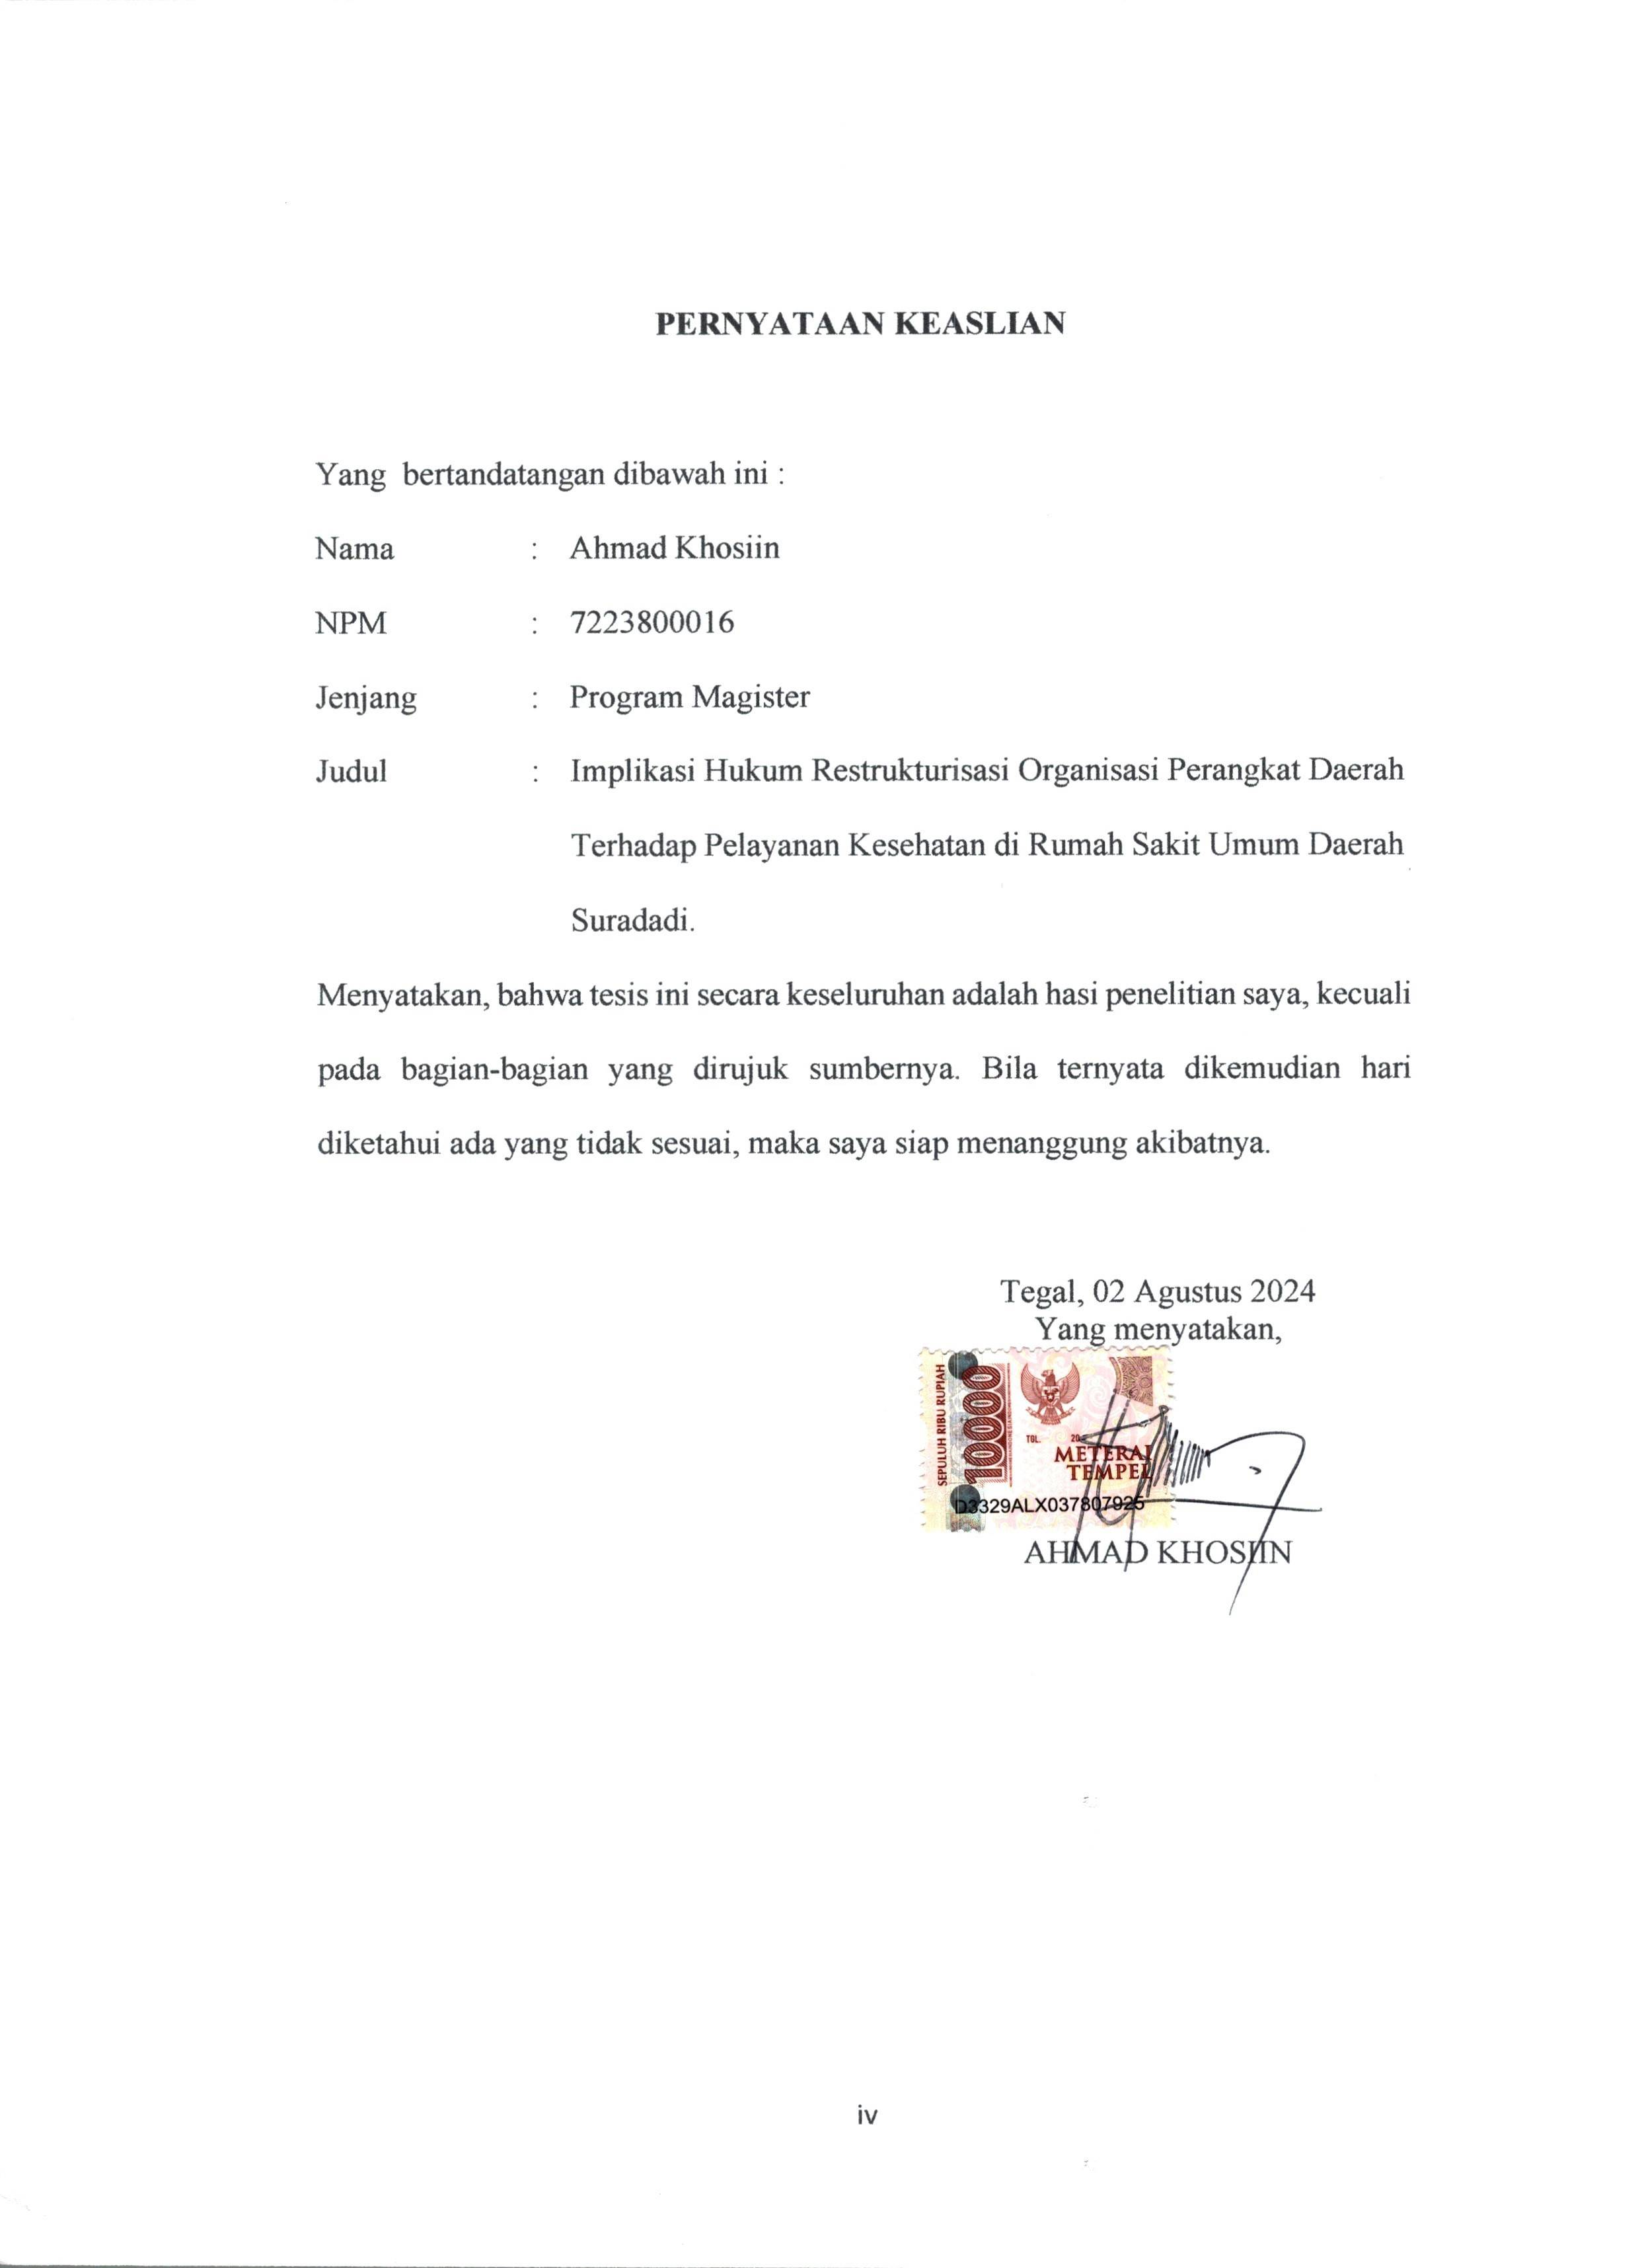 PERNYATAAN KEASLIAN
Yang bertandatangan dibawah ini :
Nama : Ahmad Khosiin
NPM : 7223800016
Jenjang : Program Magister
Judul : Implikasi Hukum Restrukturisasi Organisasi Perangkat Daerah
Terhadap Pelayanan Kesehatan di Rumah Sakit Umum Daerah
Suradadi.
Menyatakan, bahwa tesis ini secara keseluruhan adalah hasi penelitian saya, kecuali
pada bagian-bagian yang dirujuk sumbernya. Bila ternyata dikemudian hari
diketahui ada yang tidak sesuai, maka saya siap menanggung akibatnya.
Tegal, 02 Agustus 2024
Yang menyatakan,
SEPULUH RIBU RUPIAH
10000
TGL. 20
METERAI
TEMPEL
D3329ALX037807925
AHMAD KHOSIIN
iv